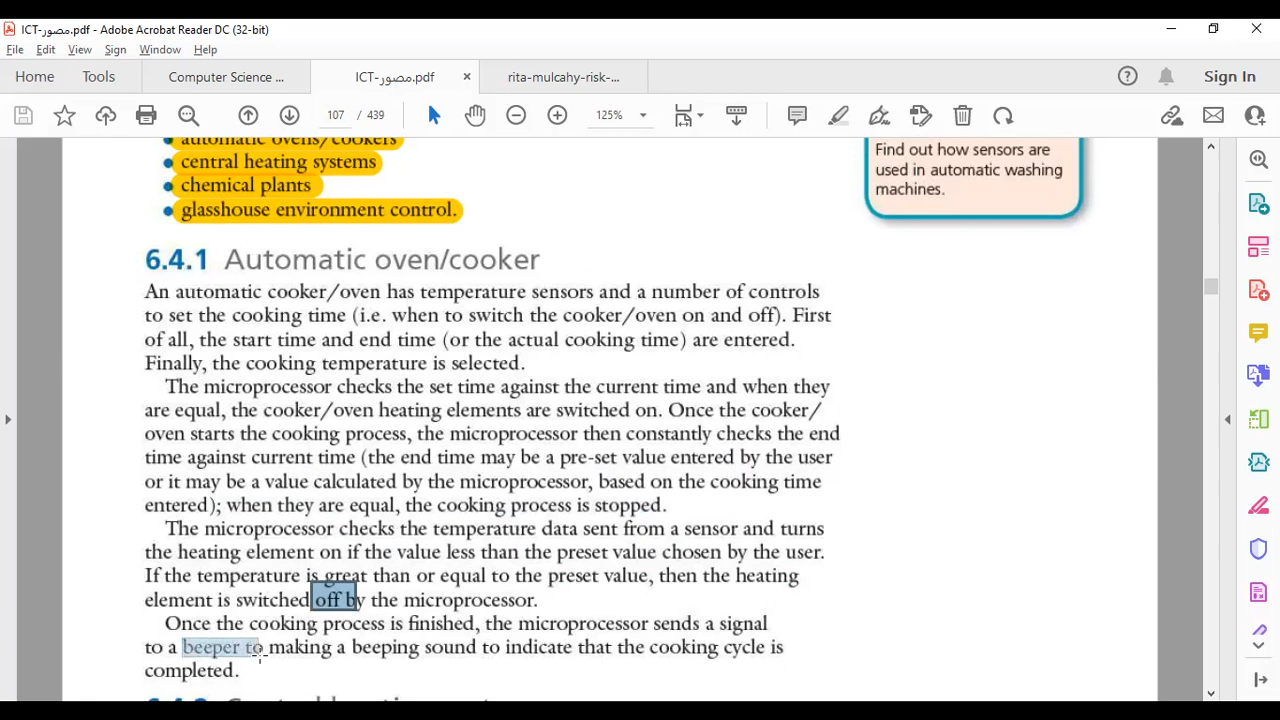 ICT-مصور.pdf - Adobe Acrobat Reader DC (32-bit)
File Edit View Sign Window Help
Home Tools Computer Science ... ICT-مصور.pdf × rita-mulcahy-risk-... ? Sign In
107 / 439 125%
automatic ovens/cookers
• central heating systems
• chemical plants
• glasshouse environment control.
Find out how sensors are
used in automatic washing
machines.
6.4.1 Automatic oven/cooker
An automatic cooker/oven has temperature sensors and a number of controls
to set the cooking time (i.e. when to switch the cooker/oven on and off). First
of all, the start time and end time (or the actual cooking time) are entered.
Finally, the cooking temperature is selected.
The microprocessor checks the set time against the current time and when they
are equal, the cooker/oven heating elements are switched on. Once the cooker/
oven starts the cooking process, the microprocessor then constantly checks the end
time against current time (the end time may be a pre-set value entered by the user
or it may be a value calculated by the microprocessor, based on the cooking time
entered); when they are equal, the cooking process is stopped.
The microprocessor checks the temperature data sent from a sensor and turns
the heating element on if the value less than the preset value chosen by the user.
If the temperature is great than or equal to the preset value, then the heating
element is switched off by the microprocessor.
Once the cooking process is finished, the microprocessor sends a signal
to a beeper to making a beeping sound to indicate that the cooking cycle is
completed.